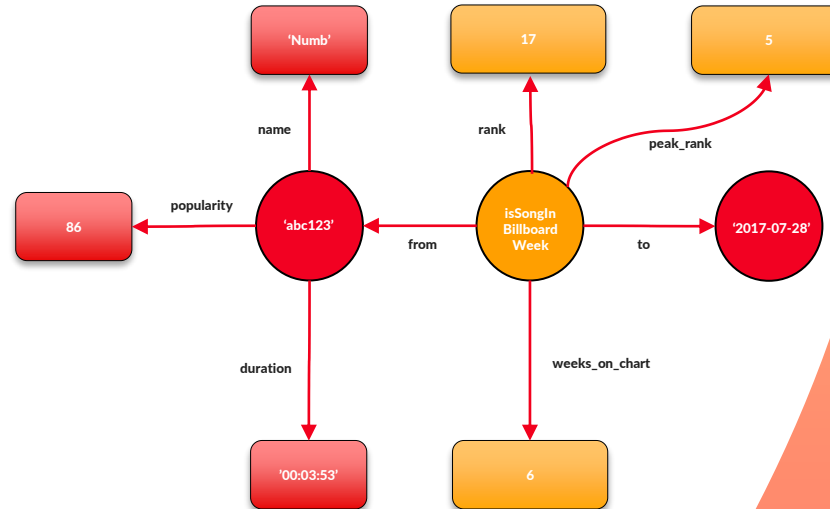 ‘Numb’
17
5
name
rank
peak_rank
popularity
86
‘abc123’
from
isSongIn
Billboard
Week
to
‘2017-07-28’
duration
weeks_on_chart
’00:03:53’
6